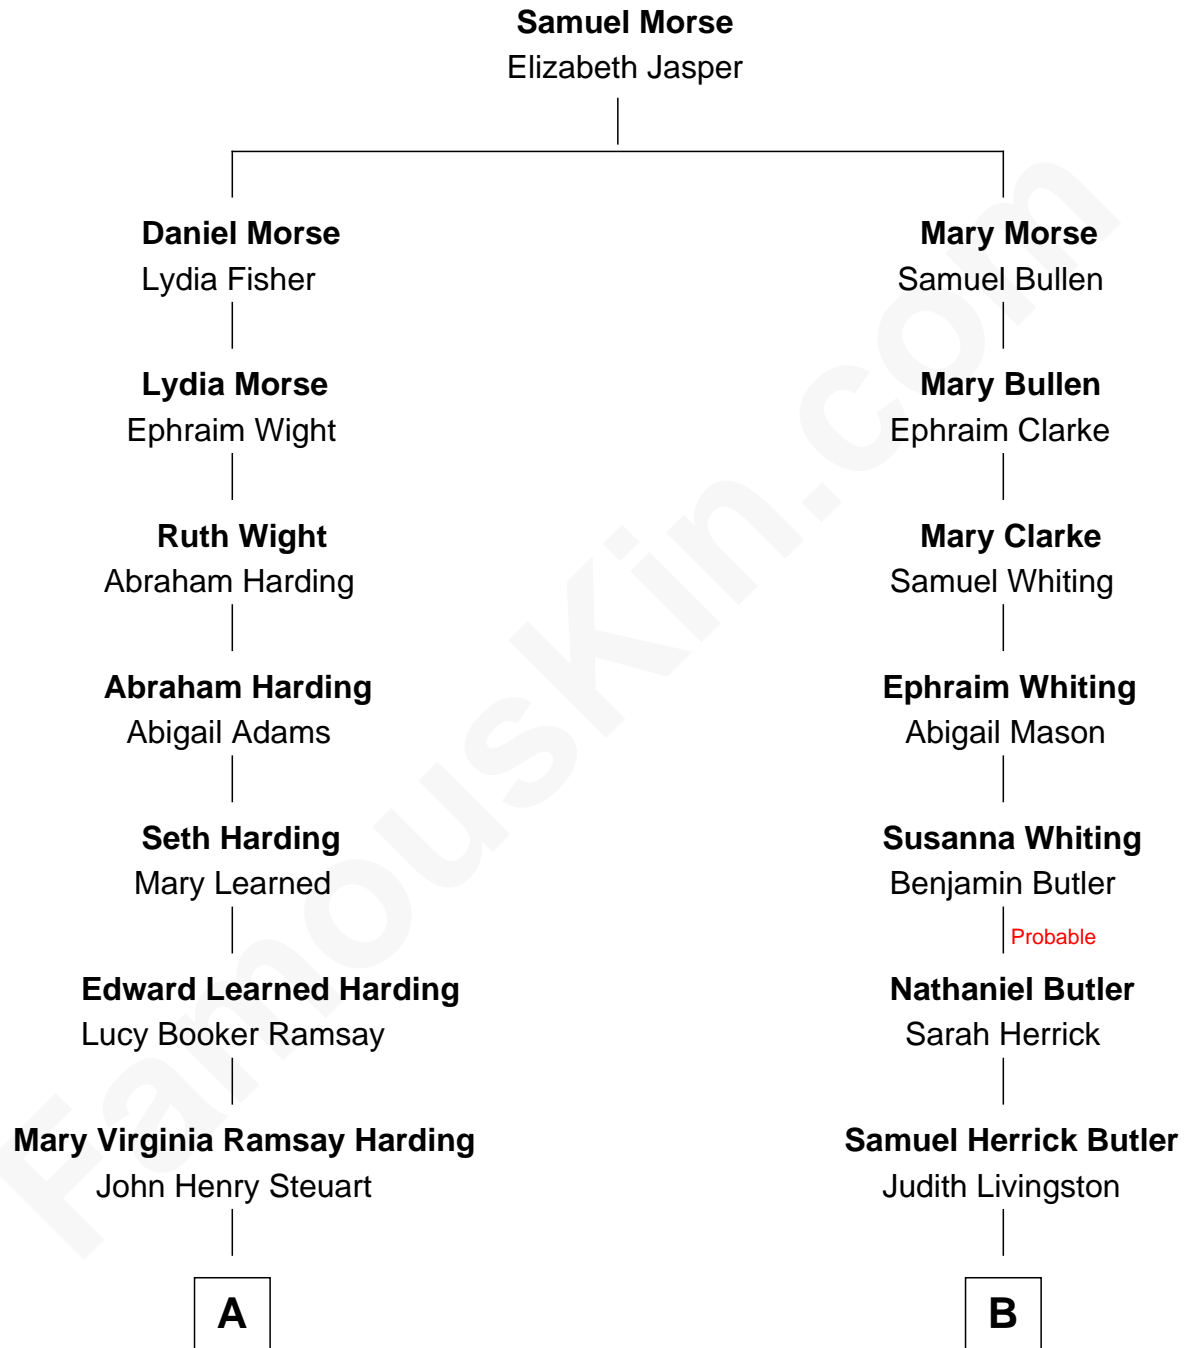 Samuel Morse
Elizabeth Jasper
Daniel Morse
Lydia Fisher
Mary Morse
Samuel Bullen
Lydia Morse
Ephraim Wight
Mary Bullen
Ephraim Clarke
Ruth Wight
Abraham Harding
Mary Clarke
Samuel Whiting
Abraham Harding
Abigail Adams
Ephraim Whiting
Abigail Mason
Seth Harding
Mary Learned
Susanna Whiting
Benjamin Butler
Probable
Edward Learned Harding
Lucy Booker Ramsay
Nathaniel Butler
Sarah Herrick
Mary Virginia Ramsay Harding
John Henry Steuart
Samuel Herrick Butler
Judith Livingston
A
B
FamousKin.com